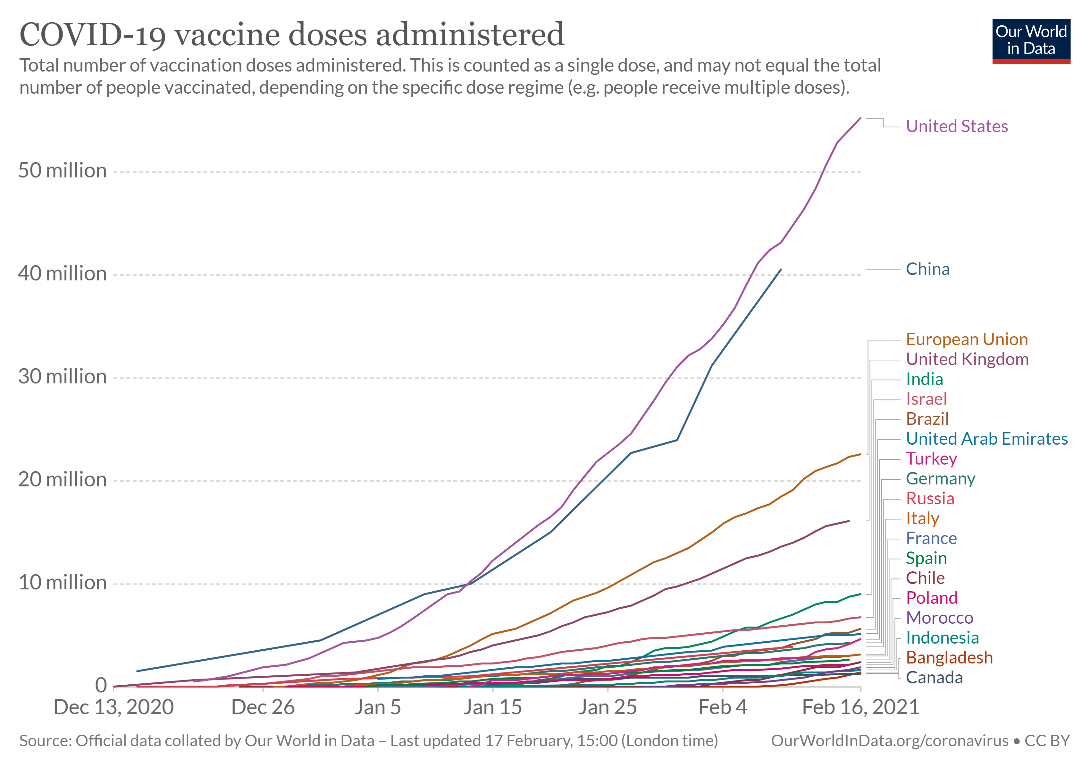 COVID-19 vaccine doses administered
Our World
in Data
Total number of vaccination doses administered. This is counted as a single dose, and may not equal the total
number of people vaccinated, depending on the specific dose regime (e.g. people receive multiple doses).
United States
50 million
China
40 million
European Union
United Kingdom
30 million
India
Israel
Brazil
United Arab Emirates
Turkey
20 million
Germany
Russia
Italy
France
Spain
10 million
Chile
Poland
Morocco
Indonesia
Bangladesh
Canada
0
Dec 13, 2020 Dec 26 Jan 5 Jan 15 Jan 25 Feb 4 Feb 16, 2021
Source: Official data collated by Our World in Data – Last updated 17 February, 15:00 (London time) OurWorldInData.org/coronavirus • CC BY